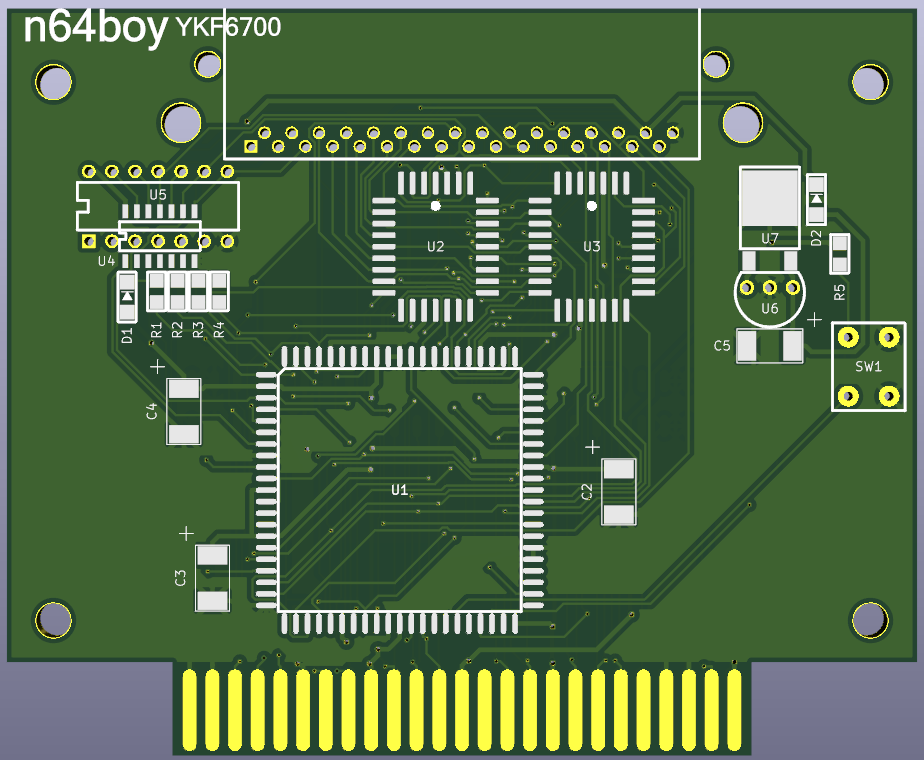 n64boy YKF6700
U5
U2
U3
U7
D2
U4
R5
U6
D1
R1
R2
R3
R4
+
C5
+
SW1
C4
+
U1
C2
+
C3